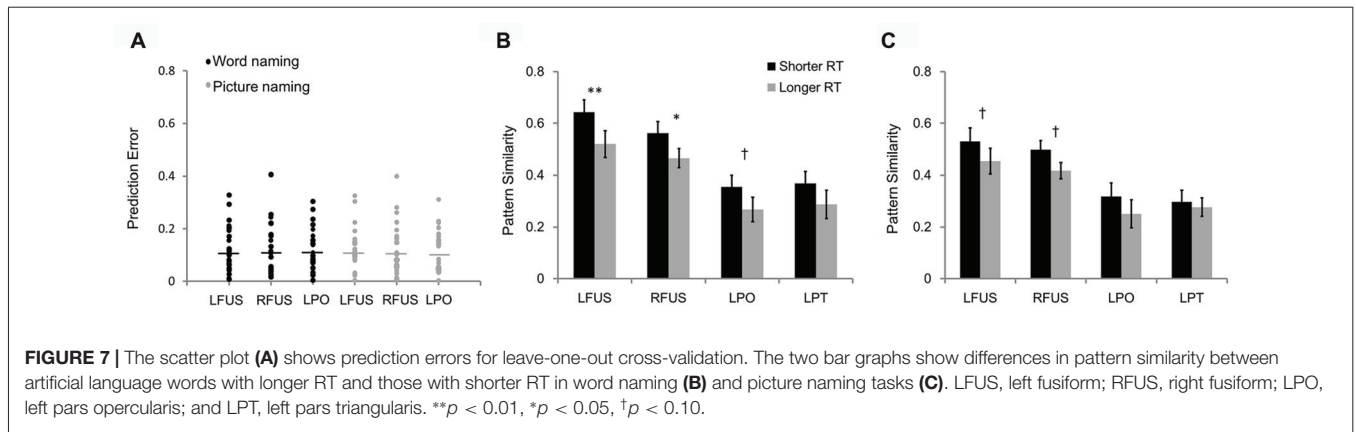 A
Word naming
Picture naming
0.8
0.6
0.4
0.2
0
Prediction Error
LFUS RFUS LPO LFUS RFUS LPO
B
Shorter RT
Longer RT
0.8
0.6
0.4
0.2
0
Pattern Similarity
** * †
LFUS RFUS LPO LPT
C
0.8
0.6
0.4
0.2
0
Pattern Similarity
† †
LFUS RFUS LPO LPT
FIGURE 7 | The scatter plot (A) shows prediction errors for leave-one-out cross-validation. The two bar graphs show differences in pattern similarity between
artificial language words with longer RT and those with shorter RT in word naming (B) and picture naming tasks (C). LFUS, left fusiform; RFUS, right fusiform; LPO,
left pars opercularis; and LPT, left pars triangularis. **p < 0.01, *p < 0.05, †p < 0.10.